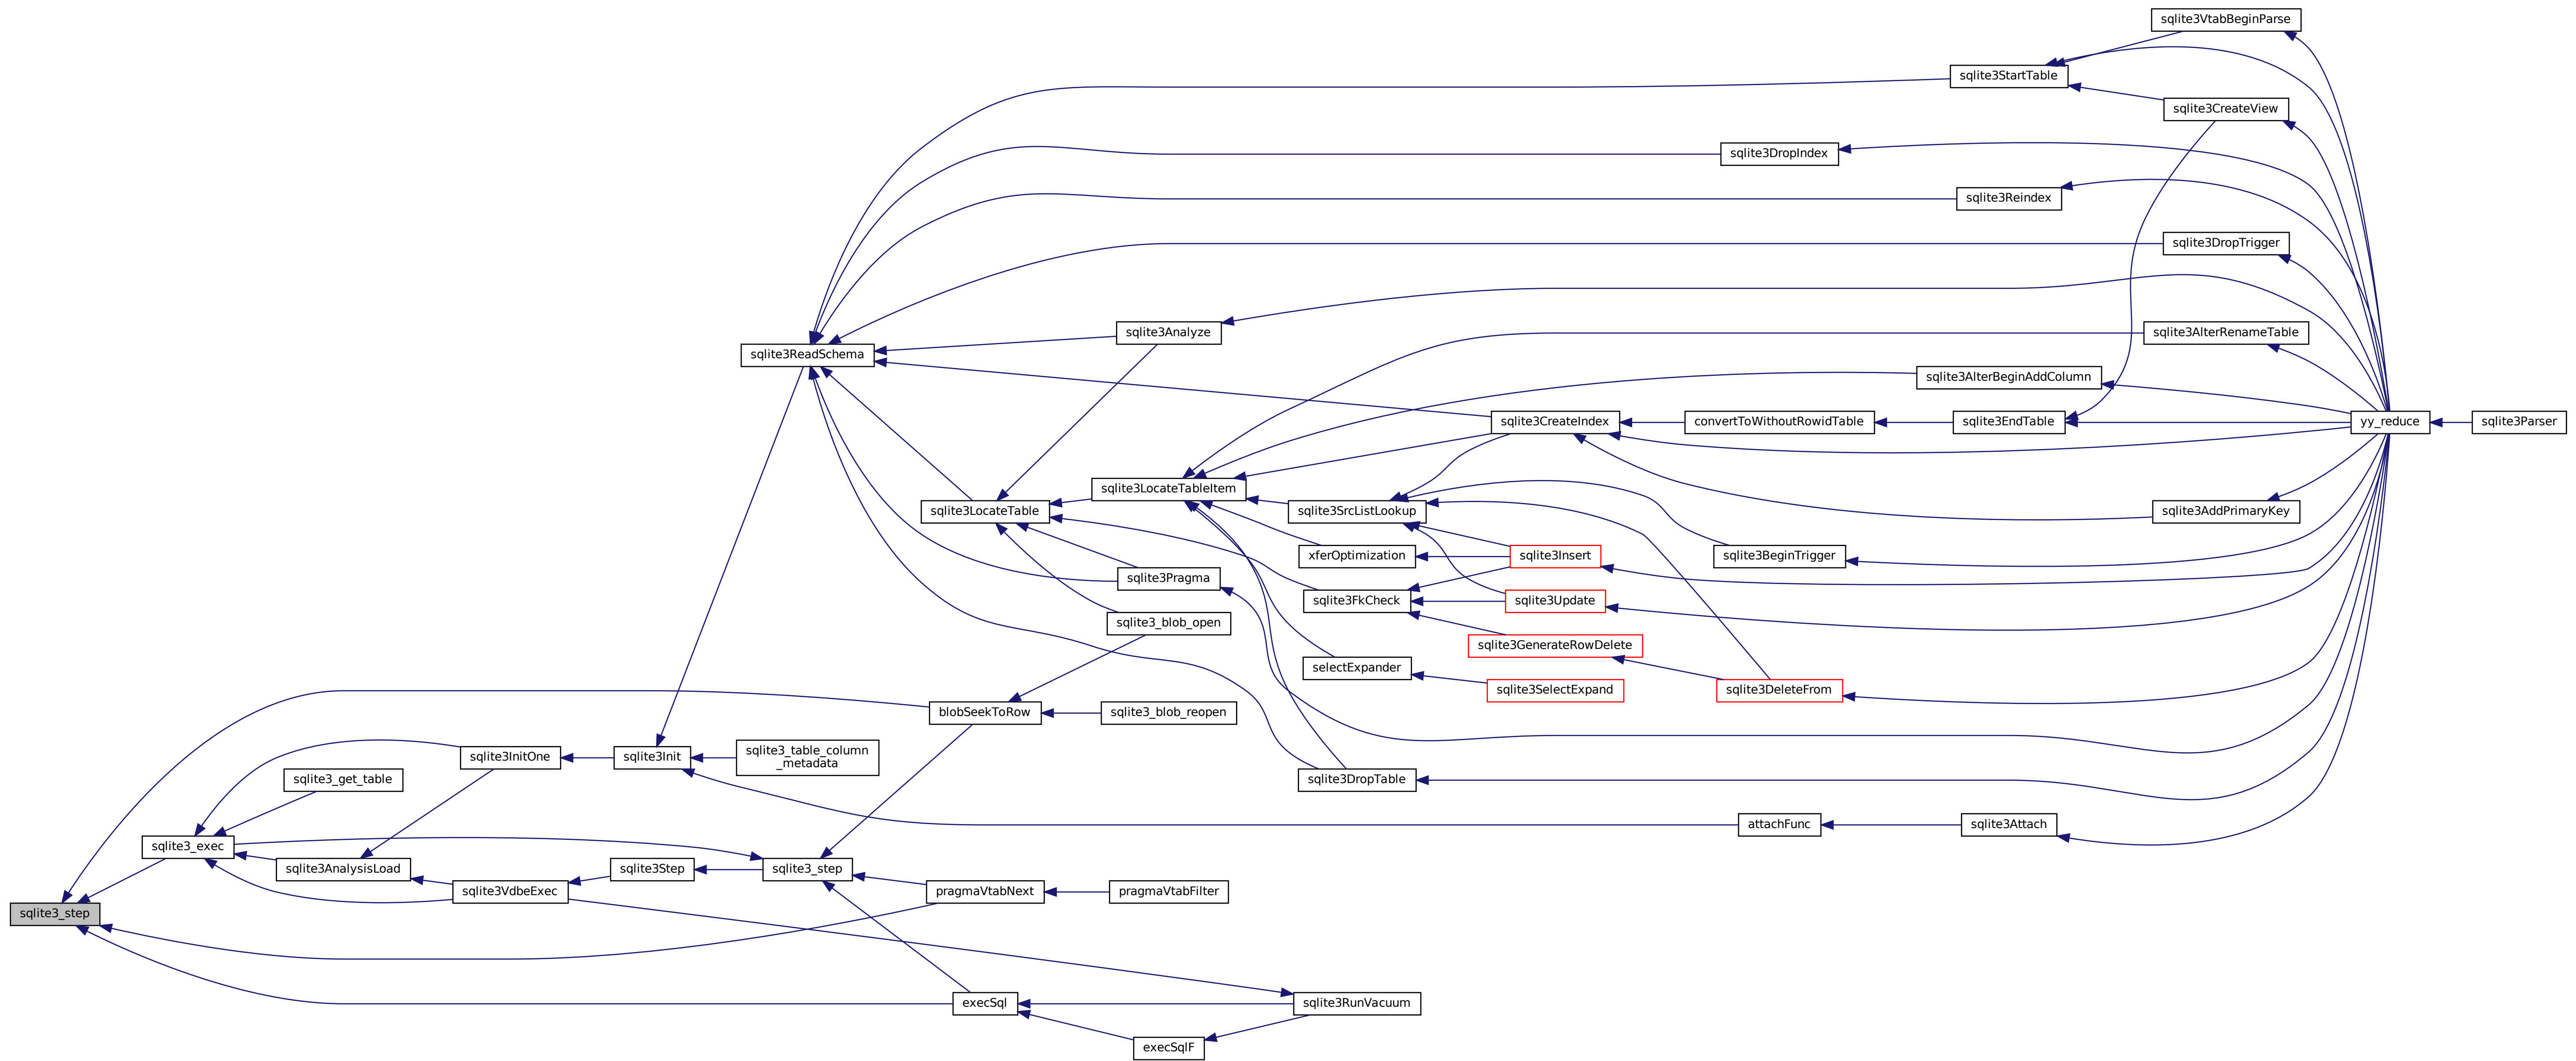 sqlite3VtabBeginParse
sqlite3StartTable
sqlite3CreateView
sqlite3DropIndex
sqlite3Reindex
sqlite3DropTrigger
sqlite3Analyze
sqlite3AlterRenameTable
sqlite3ReadSchema
sqlite3AlterBeginAddColumn
sqlite3CreateIndex
convertToWithoutRowidTable
sqlite3EndTable
yy_reduce
sqlite3Parser
sqlite3LocateTableItem
sqlite3LocateTable
sqlite3SrcListLookup
sqlite3AddPrimaryKey
xferOptimization
sqlite3Insert
sqlite3BeginTrigger
sqlite3Pragma
sqlite3FkCheck
sqlite3Update
sqlite3_blob_open
sqlite3GenerateRowDelete
selectExpander
sqlite3SelectExpand
sqlite3DeleteFrom
blobSeekToRow
sqlite3_blob_reopen
sqlite3InitOne
sqlite3Init
sqlite3_table_column
_metadata
sqlite3_get_table
sqlite3DropTable
attachFunc
sqlite3Attach
sqlite3_exec
sqlite3AnalysisLoad
sqlite3Step
sqlite3_step
sqlite3VdbeExec
pragmaVtabNext
pragmaVtabFilter
sqlite3_step
execSql
sqlite3RunVacuum
execSqlF